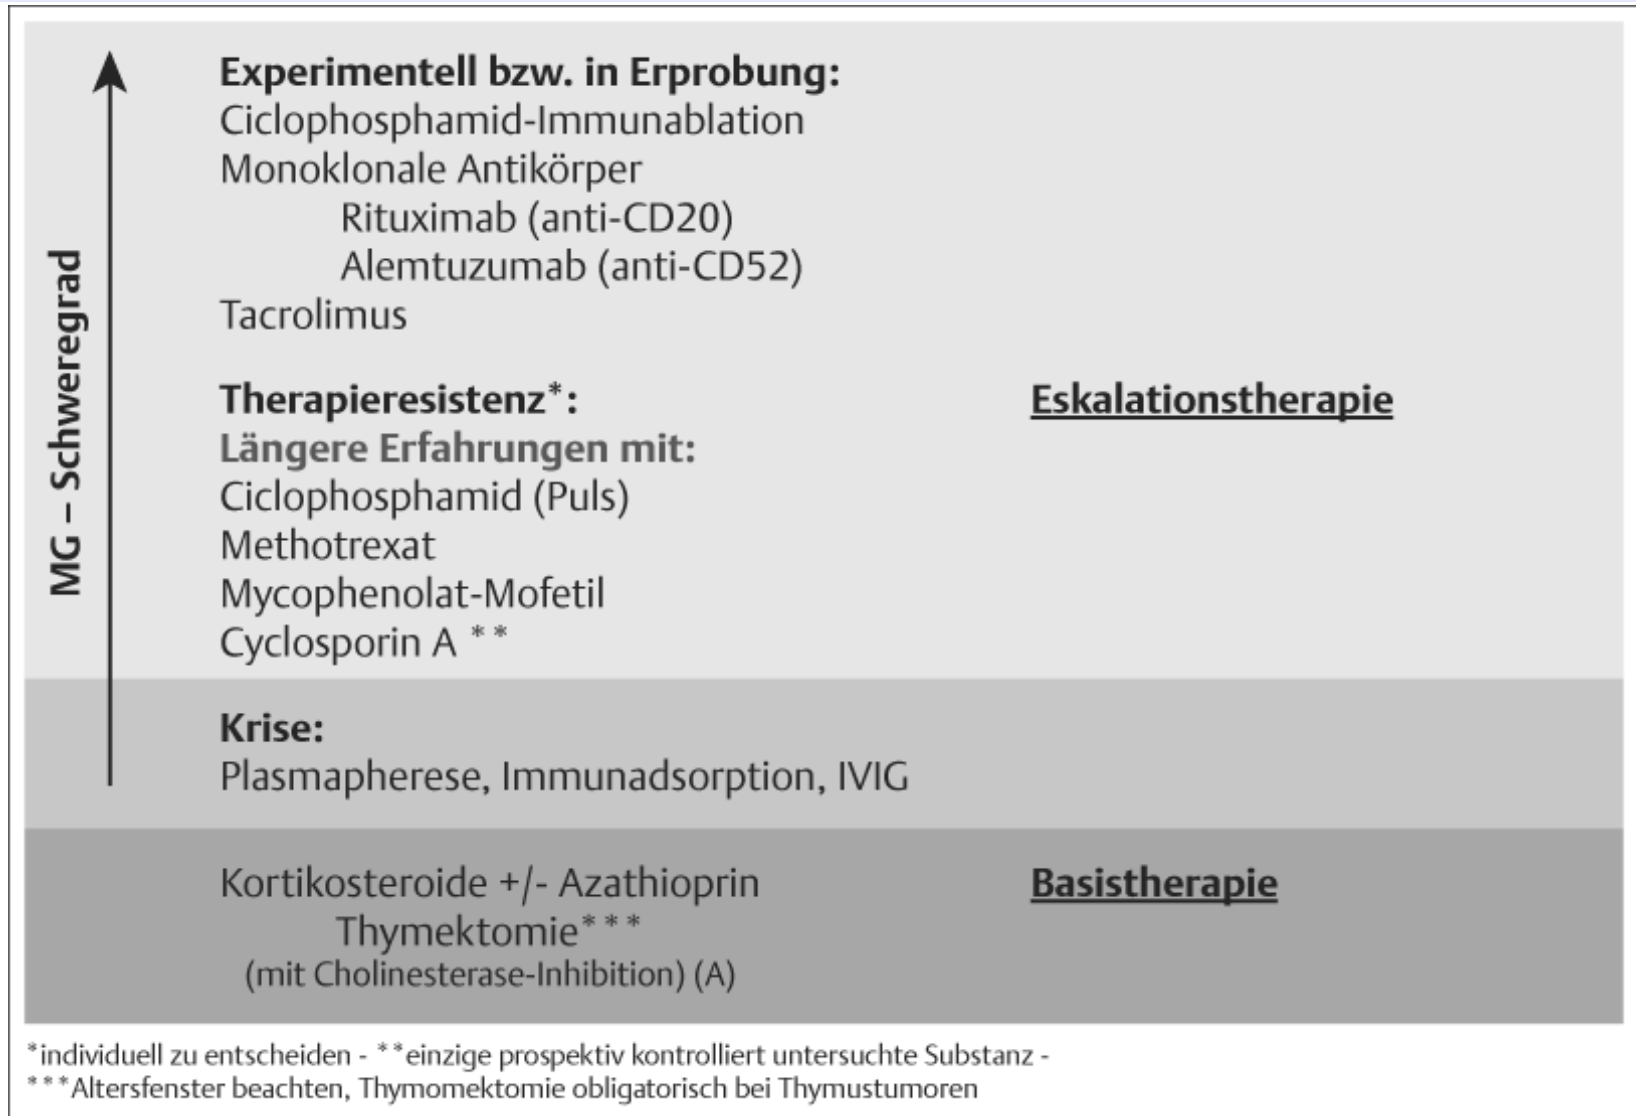 Experimentell bzw. in Erprobung:
Ciclophosphamid-Immunablation
Monoklonale Antikörper
Rituximab (anti-CD20)
Alemtuzumab (anti-CD52)
Tacrolimus
MG – Schweregrad
Therapieresistenz*: Eskalationstherapie
Längere Erfahrungen mit:
Ciclophosphamid (Puls)
Methotrexat
Mycophenolat-Mofetil
Cyclosporin A **
Krise:
Plasmapherese, Immunadsorption, IVIG
Kortikosteroide +/- Azathioprin Basistherapie
Thymektomie***
(mit Cholinesterase-Inhibition) (A)
*individuell zu entscheiden - **einzige prospektiv kontrolliert untersuchte Substanz -
***Altersfenster beachten, Thymomektomie obligatorisch bei Thymustumoren